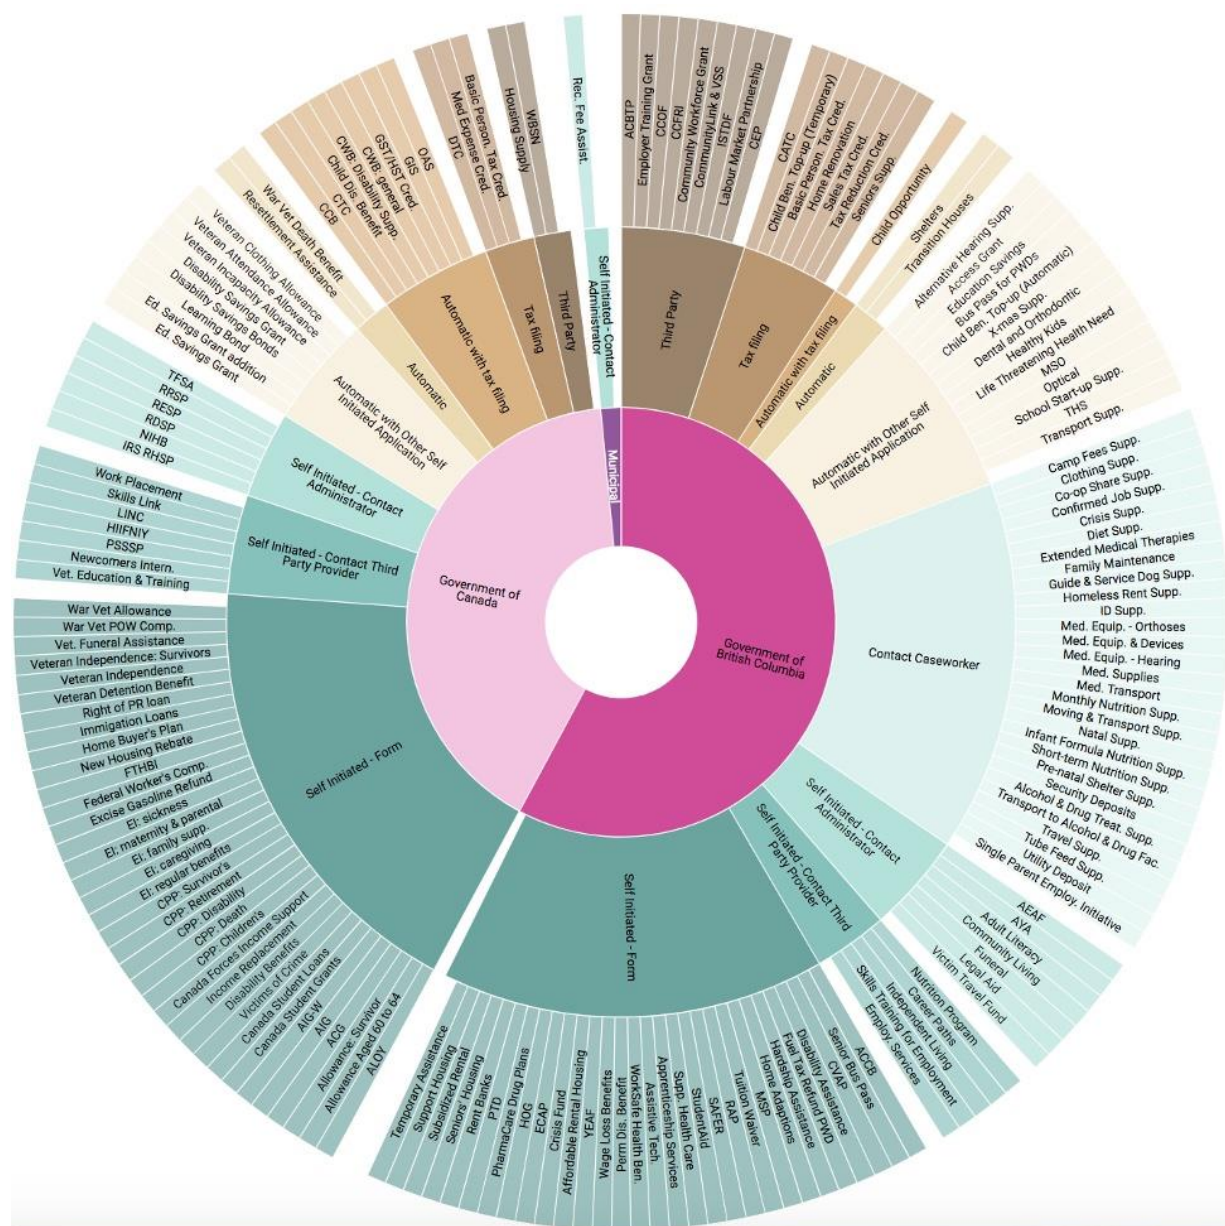 Government of
British Columbia
Government of
Canada
Municipal
Third Party
Tax filing
Automatic with tax filing
Automatic
Automatic with Other Self
Initiated Application
Contact Caseworker
Self Initiated - Contact
Administrator
Self Initiated - Contact Third
Party Provider
Self Initiated - Form
Self Initiated - Form
Self Initiated - Contact Third
Party Provider
Self Initiated - Contact
Administrator
Automatic with Other Self
Initiated Application
Automatic
Automatic with tax filing
Tax filing
Third Party
Self Initiated - Contact
Administrator
ACBTP
Employer Training Grant
CCOF
CCFRI
Community Workforce Grant
CommunityLink & VSS
ISTDF
Labour Market Partnership
CEP
CATC
Child Ben. Top-up (Temporary)
Basic Person. Tax Cred.
Home Renovation
Sales Tax Cred.
Tax Reduction Cred.
Seniors Supp.
Child Opportunity
Shelters
Transition Houses
Alternative Hearing Supp.
Access Grant
Education Savings
Bus Pass for PWDs
Child Ben. Top-up (Automatic)
X-mas Supp.
Dental and Orthodontic
Healthy Kids
Life Threatening Health Need
MSO
Optical
School Start-up Supp.
THS
Transport Supp.
Camp Fees Supp.
Clothing Supp.
Co-op Share Supp.
Confirmed Job Supp.
Crisis Supp.
Diet Supp.
Extended Medical Therapies
Family Maintenance
Guide & Service Dog Supp.
Homeless Rent Supp.
ID Supp.
Med. Equip. - Orthoses
Med. Equip. & Devices
Med. Equip. - Hearing
Med. Supplies
Med. Transport
Monthly Nutrition Supp.
Moving & Transport Supp.
Natal Supp.
Infant Formula Nutrition Supp.
Short-term Nutrition Supp.
Pre-natal Shelter Supp.
Security Deposits
Alcohol & Drug Treat. Supp.
Transport to Alcohol & Drug Fac.
Travel Supp.
Tube Feed Supp.
Utility Deposit
Single Parent Employ. Initiative
AEAF
AYA
Adult Literacy
Community Living
Funeral
Legal Aid
Victim Travel Fund
Nutrition Program
Career Paths
Independent Living
Skills Training for Employment
Employ. Services
ACCB
Senior Bus Pass
CVAP
Disability Assistance
Fuel Tax Refund PWD
Hardship Assistance
Home Adaptions
MSP
Tuition Waiver
RAP
SAFER
StudentAid
Supp. Health Care
Apprenticeship Services
Assistive Tech.
WorkSafe Health Ben.
Perm Dis. Benefit
Wage Loss Benefits
YEAF
Affordable Rental Housing
Crisis Fund
ECAP
HOG
PharmaCare Drug Plans
PTD
Rent Banks
Seniors' Housing
Subsidized Rental
Support Housing
Temporary Assistance
ALOY
Allowance Aged 60 to 64
Allowance: Survivor
ACG
AIG
AIG-W
Canada Student Grants
Canada Student Loans
Victims of Crime
Disability Benefits
Income Replacement
Canada Forces Income Support
CPP: Children's
CPP: Death
CPP: Disability
CPP: Retirement
CPP: Survivor's
EI: regular benefits
EI: caregiving
EI: family supp.
EI: maternity & parental
EI: sickness
Excise Gasoline Refund
Federal Worker's Comp.
FTHBI
New Housing Rebate
Home Buyer's Plan
Immigation Loans
Right of PR loan
Veteran Detention Benefit
Veteran Independence
Veteran Independence: Survivors
Vet. Funeral Assistance
War Vet POW Comp.
War Vet Allowance
Vet. Education & Training
Newcomers Intern.
PSSSP
HIIFNIY
LINC
Skills Link
Work Placement
IRS RHSP
NIHB
RDSP
RESP
RRSP
TFSA
Ed. Savings Grant
Ed. Savings Grant addition
Learning Bond
Disability Savings Bonds
Disability Savings Grant
Veteran Incapacity Allowance
Veteran Attendance Allowance
Veteran Clothing Allowance
Resettlement Assistance
War Vet Death Benefit
CCB
CTC
Child Dis. Benefit
CWB: Disability Supp.
CWB: general
GST/HST Cred.
GIS
OAS
DTC
Med Expense Cred.
Basic Person. Tax Cred.
Housing Supply
WBSN
Rec. Fee Assist.